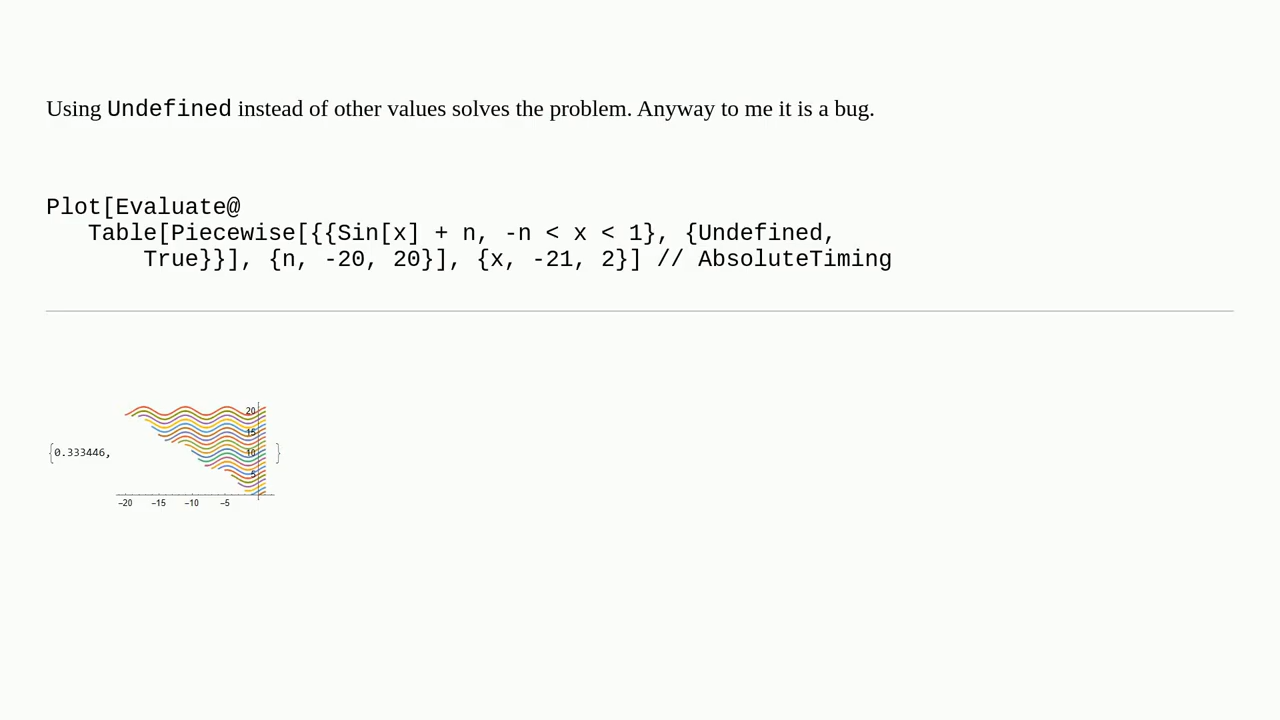 Using Undefined instead of other values solves the problem. Anyway to me it is a bug.
Plot[Evaluate@
Table[Piecewise[{{Sin[x] + n, -n < x < 1}, {Undefined,
True}}], {n, -20, 20}], {x, -21, 2}] // AbsoluteTiming
20
15
{0.333446, 10 }
5
-20 -15 -10 -5